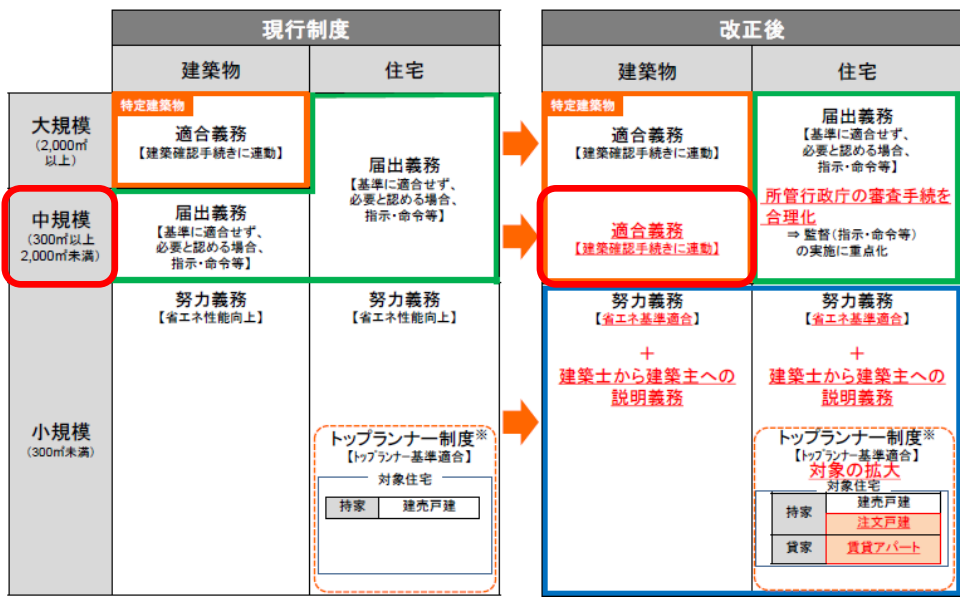 現行制度
建築物
住宅
大規模
(2,000㎡
以上)
特定建築物
適合義務
【建築確認手続きに連動】
届出義務
【基準に適合せず、
必要と認める場合、
指示・命令等】
中規模
(300㎡以上
2,000㎡未満)
届出義務
【基準に適合せず、
必要と認める場合、
指示・命令等】
小規模
(300㎡未満)
努力義務
【省エネ性能向上】
努力義務
【省エネ性能向上】
トップランナー制度※
【トップランナー基準適合】
対象住宅
持家
建売戸建
改正後
建築物
住宅
特定建築物
適合義務
【建築確認手続きに連動】
届出義務
【基準に適合せず、
必要と認める場合、
指示・命令等】
所管行政庁の審査手続を
合理化
⇒ 監督(指示・命令等)
の実施に重点化
適合義務
【建築確認手続きに連動】
努力義務
【省エネ基準適合】
＋
建築士から建築主への
説明義務
努力義務
【省エネ基準適合】
＋
建築士から建築主への
説明義務
トップランナー制度※
【トップランナー基準適合】
対象の拡大
対象住宅
持家
建売戸建
注文戸建
貸家
賃貸アパート